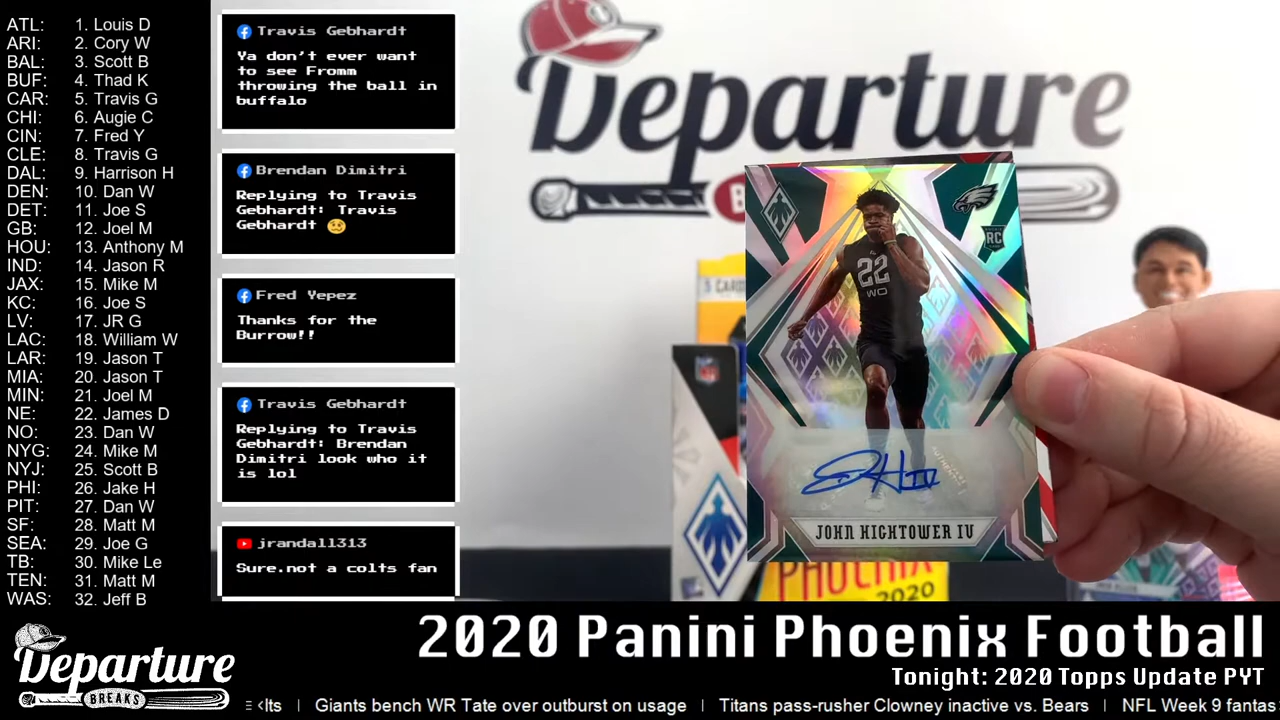 ATL: 1. Louis D
ARI: 2. Cory W
BAL: 3. Scott B
BUF: 4. Thad K
CAR: 5. Travis G
CHI: 6. Augie C
CIN: 7. Fred Y
CLE: 8. Travis G
DAL: 9. Harrison H
DEN: 10. Dan W
DET: 11. Joe S
GB: 12. Joel M
HOU: 13. Anthony M
IND: 14. Jason R
JAX: 15. Mike M
KC: 16. Joe S
LV: 17. JR G
LAC: 18. William W
LAR: 19. Jason T
MIA: 20. Jason T
MIN: 21. Joel M
NE: 22. James D
NO: 23. Dan W
NYG: 24. Mike M
NYJ: 25. Scott B
PHI: 26. Jake H
PIT: 27. Dan W
SF: 28. Matt M
SEA: 29. Joe G
TB: 30. Mike Le
TEN: 31. Matt M
WAS: 32. Jeff B
Travis Gebhardt
Ya don't ever want
to see Fromm
throwing the ball in
buffalo
Brendan Dimitri
Replying to Travis
Gebhardt: Travis
Gebhardt
Fred Yepez
Thanks for the
Burrow!!
Travis Gebhardt
Replying to Travis
Gebhardt: Brendan
Dimitri look who it
is lol
jrandall313
Sure.not a colts fan
Departure
B
5 CARD
NFL
RC
22
WO
JOHN HIGHTOWER IV
PHOENIX
2020
Departure
BREAKS
2020 Panini Phoenix Football
Tonight: 2020 Topps Update PYT
lts | Giants bench WR Tate over outburst on usage | Titans pass-rusher Clowney inactive vs. Bears | NFL Week 9 fantas